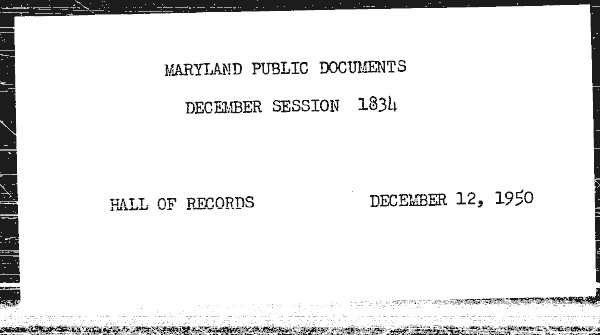 MARYLAND PUBLIC DOCUMENTS
DECEMBER SESSION 1834
HALL OF RECORDS DECEMBER 12, 1950